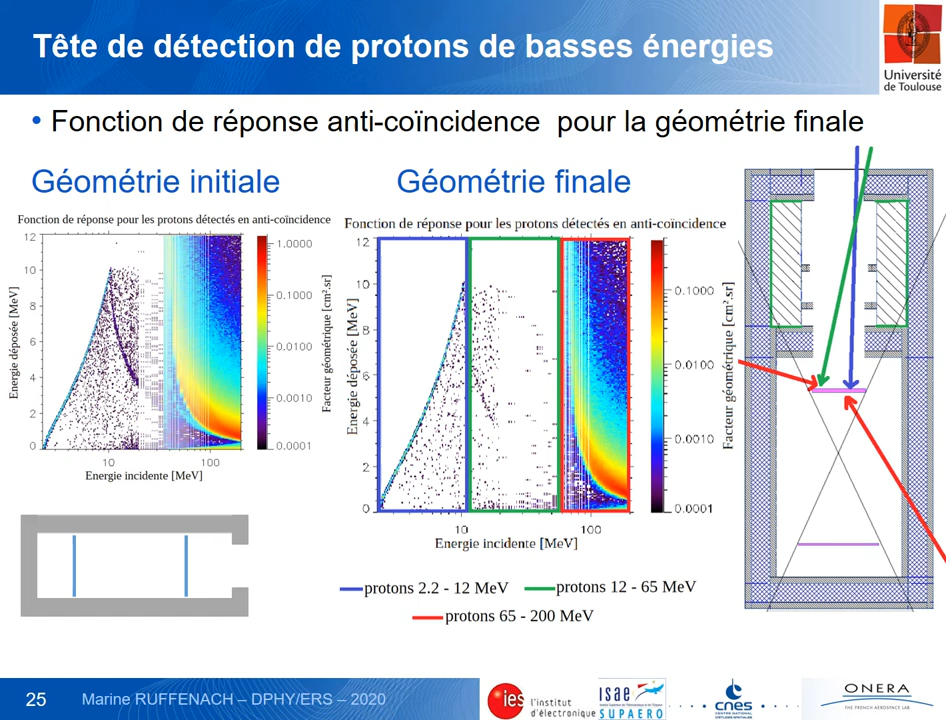 Tête de détection de protons de basses énergies
Université
de Toulouse
• Fonction de réponse anti-coïncidence pour la géométrie finale
Géométrie initiale
Géométrie finale
Fonction de réponse pour les protons détectés en anti-coïncidence
12
10
8
6
4
2
0
Energie déposée [MeV]
10
100
Energie incidente [MeV]
1.0000
0.1000
0.0100
0.0010
0.0001
Facteur géométrique [cm².sr]
Fonction de réponse pour les protons détectés en anti-coïncidence
12
10
8
6
4
2
0
Energie déposée [MeV]
10
100
Energie incidente [MeV]
0.1000
0.0100
0.0010
0.0001
Facteur géométrique [cm².sr]
protons 2.2 - 12 MeV
protons 12 - 65 MeV
protons 65 - 200 MeV
25
Marine RUFFENACH – DPHY/ERS – 2020
ies
l'institut
d'électronique
isae
SUPAERO
cnes
ONERA
THE FRENCH AEROSPACE LAB